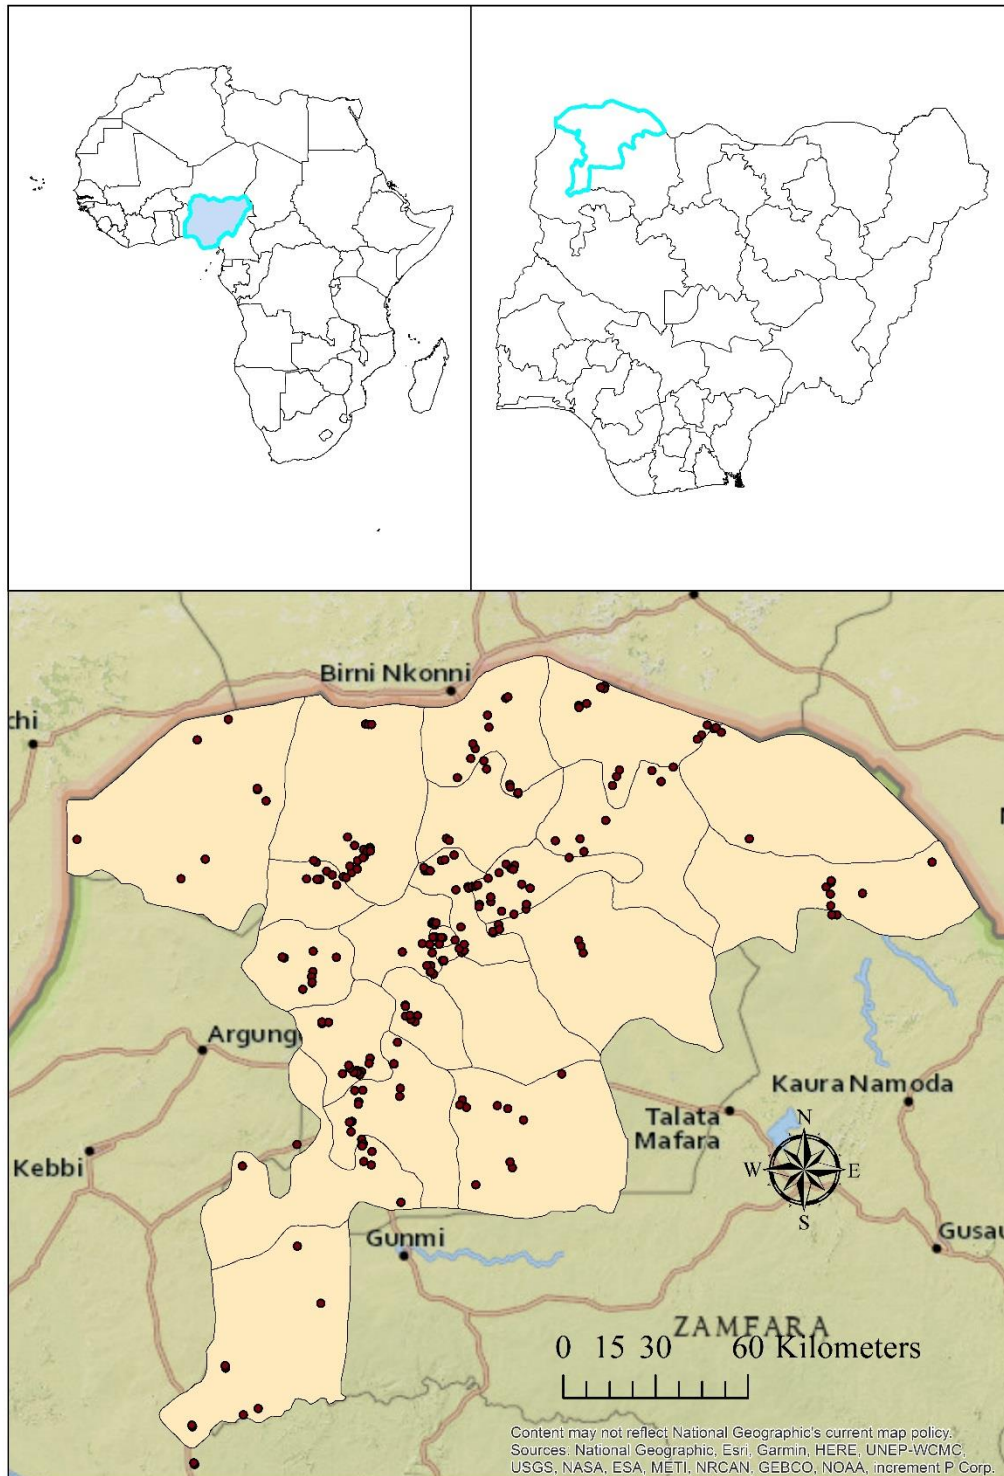 Birni Nkonni
chi
Argung
Kaura Namoda
Talata
Mafara
N
W E
S
Kebbi
Gunmi
Gusau
ZAMFARA
0 15 30 60 Kilometers
Content may not reflect National Geographic's current map policy.
Sources: National Geographic, Esri, Garmin, HERE, UNEP-WCMC,
USGS, NASA, ESA, METI, NRCAN, GEBCO, NOAA, increment P Corp.